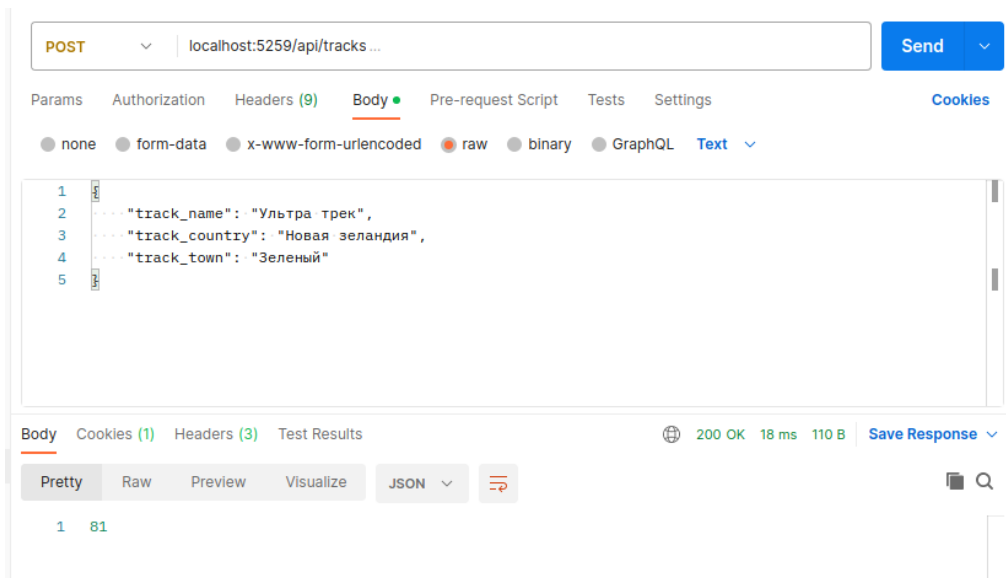 POST localhost:5259/api/tracks ... Send
Params Authorization Headers (9) Body Pre-request Script Tests Settings Cookies
none form-data x-www-form-urlencoded raw binary GraphQL Text
1 {
2 "track_name": "Ультра трек",
3 "track_country": "Новая зеландия",
4 "track_town": "Зеленый"
5 }
Body Cookies (1) Headers (3) Test Results 200 OK 18 ms 110 B Save Response
Pretty Raw Preview Visualize JSON
1 81